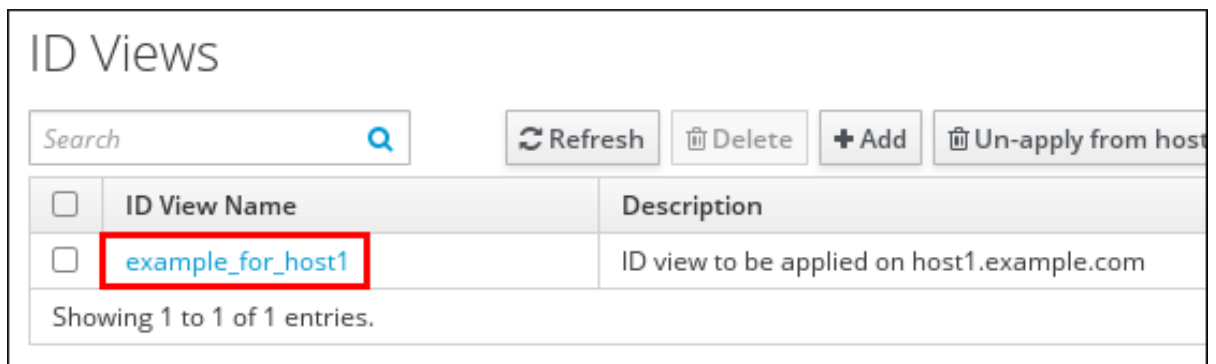 ID Views
Search Refresh Delete Add Un-apply from host
ID View Name Description
example_for_host1 ID view to be applied on host1.example.com
Showing 1 to 1 of 1 entries.